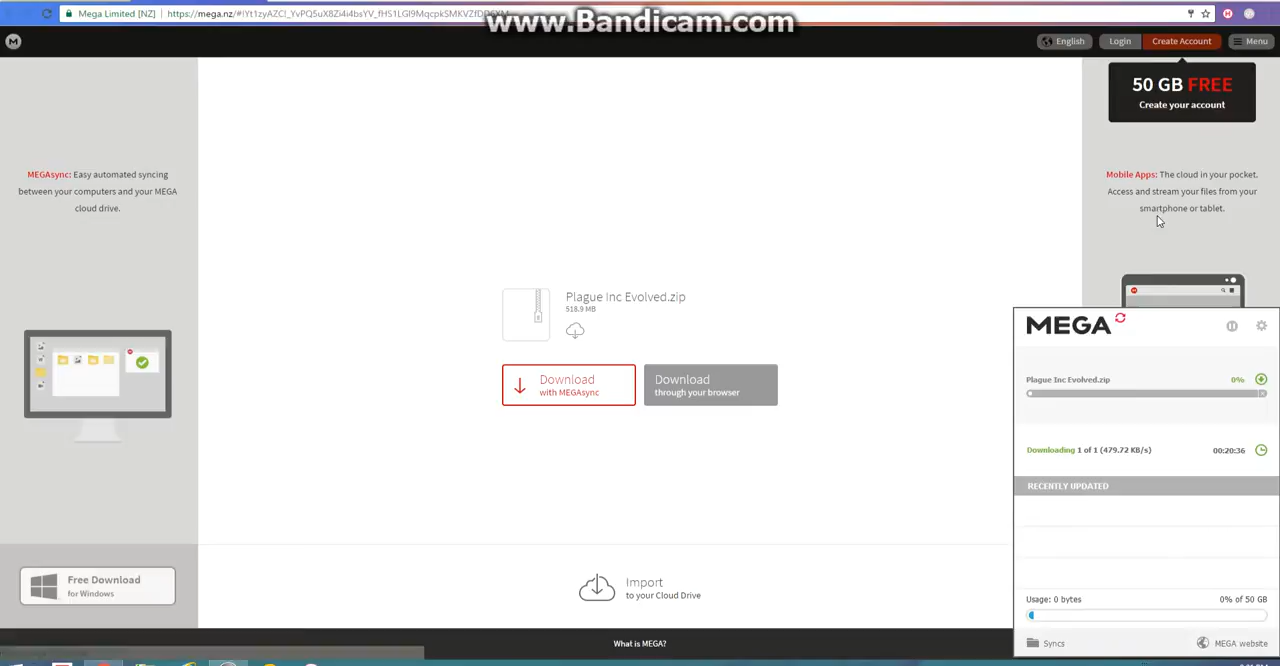 Mega Limited [NZ]
www.Bandicam.com
English
Login
Create Account
Menu
50 GB FREE
Create your account
MEGAsync: Easy automated syncing
between your computers and your MEGA
cloud drive.
Mobile Apps: The cloud in your pocket.
Access and stream your files from your
smartphone or tablet.
Plague Inc Evolved.zip
518.9 MB
Download
with MEGAsync
Download
through your browser
MEGA
Plague Inc Evolved.zip 0%
Downloading 1 of 1 (479.72 KB/s) 00:20:36
RECENTLY UPDATED
Free Download
for Windows
Import
to your Cloud Drive
Usage: 0 bytes 0% of 50 GB
Syncs
MEGA website
What is MEGA?